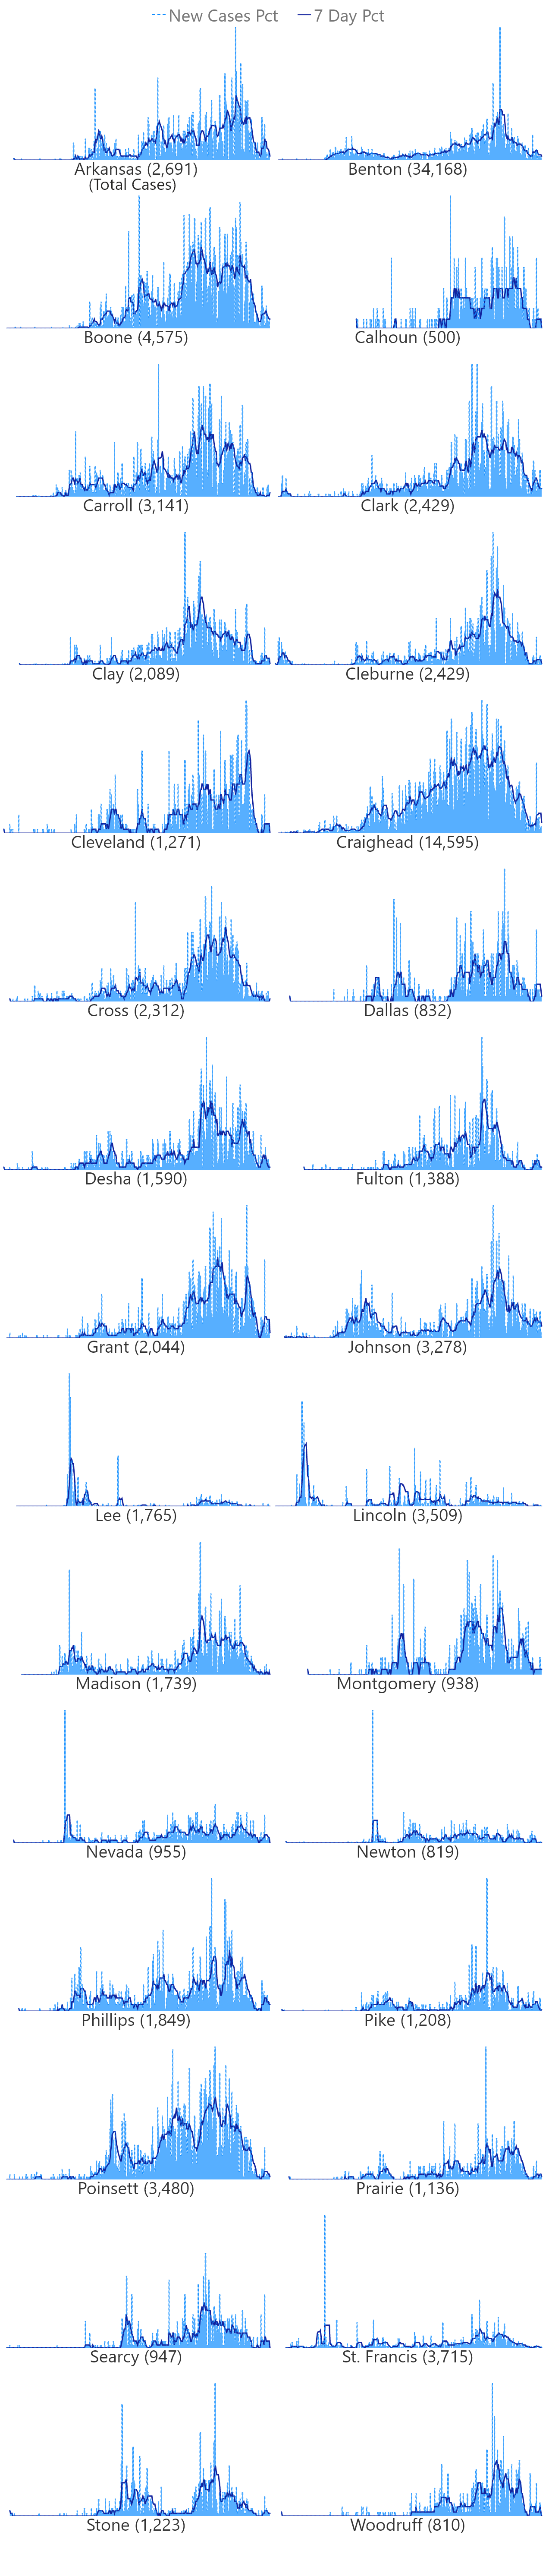 New Cases Pct 7 Day Pct
Arkansas (2,691) Benton (34,168)
(Total Cases)
Boone (4,575) Calhoun (500)
Carroll (3,141) Clark (2,429)
Clay (2,089) Cleburne (2,429)
Cleveland (1,271) Craighead (14,595)
Cross (2,312) Dallas (832)
Desha (1,590) Fulton (1,388)
Grant (2,044) Johnson (3,278)
Lee (1,765) Lincoln (3,509)
Madison (1,739) Montgomery (938)
Nevada (955) Newton (819)
Phillips (1,849) Pike (1,208)
Poinsett (3,480) Prairie (1,136)
Searcy (947) St. Francis (3,715)
Stone (1,223) Woodruff (810)